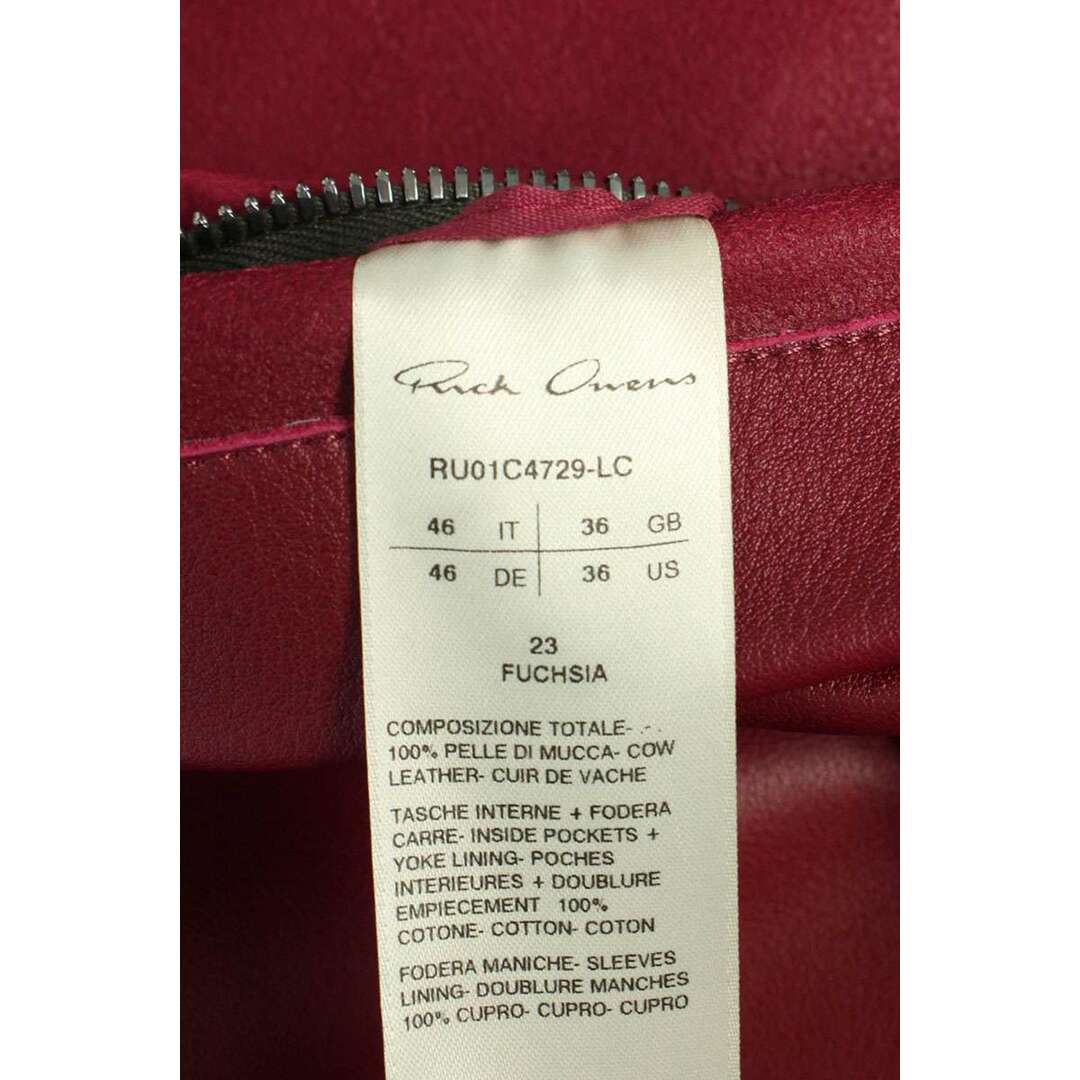 Rick Owens
RU01C4729-LC
46 IT 36 GB
46 DE 36 US
23
FUCHSIA
COMPOSIZIONE TOTALE- .-.
100% PELLE DI MUCCA- COW
LEATHER- CUIR DE VACHE
TASCHE INTERNE + FODERA
CARRE- INSIDE POCKETS +
YOKE LINING- POCHES
INTERIEURES + DOUBLURE
EMPIECEMENT 100%
COTONE- COTTON- COTON
FODERA MANICHE- SLEEVES
LINING- DOUBLURE MANCHES
100% CUPRO- CUPRO- CUPRO